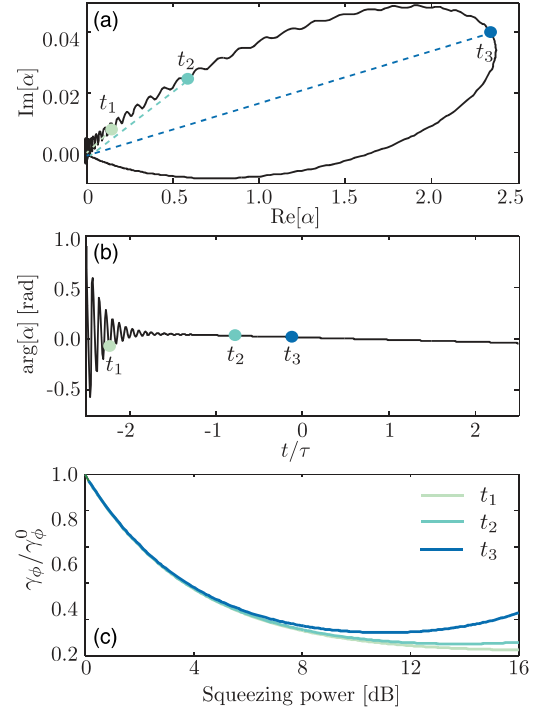 (a)
Im[α]
0.04
0.02
0.00
t₁
t₂
t₃
0.0
0.5
1.0
1.5
2.0
2.5
Re[α]
(b)
arg[α] [rad]
1.0
0.5
0.0
-0.5
t₁
t₂
t₃
-2
-1
0
1
2
t/τ
γ_ϕ/γ_ϕ⁰
1.0
0.8
0.6
0.4
0.2
t₁
t₂
t₃
(c)
0
4
8
12
16
Squeezing power [dB]